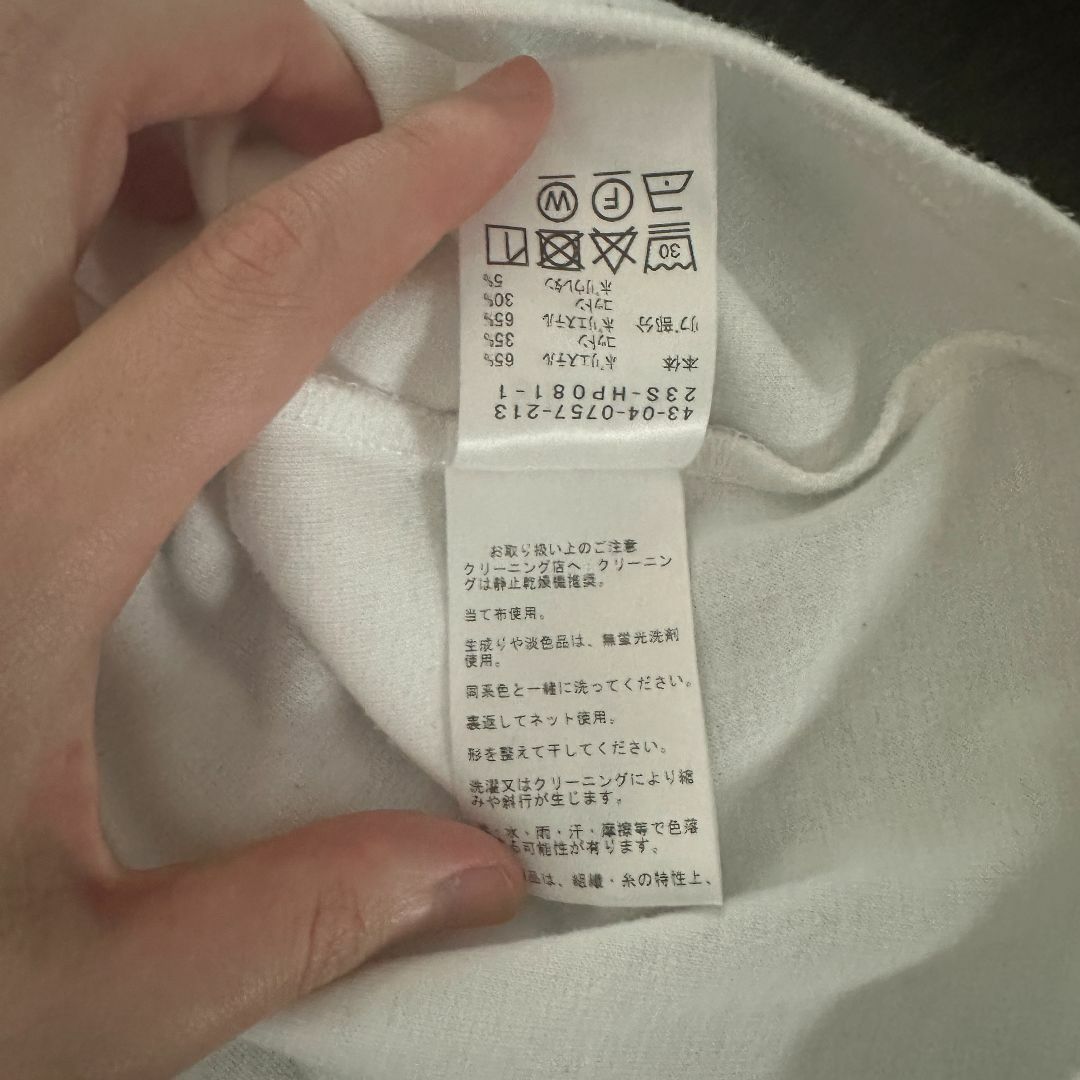 43-04-0757-213
23S-HP081-1
本体 ポリエステル 65%
コットン 35%
リブ部分 ポリエステル 65%
コットン 30%
ポリウレタン 5%
30
F
W
お取り扱い上のご注意
クリーニング店へ:クリーニン
グは静止乾燥機推奨。
当て布使用。
生成りや淡色品は、無蛍光洗剤
使用。
同系色と一緒に洗ってください。
裏返してネット使用。
形を整えて干してください。
洗濯又はクリーニングにより縮
みや斜行が生じます。
水・雨・汗・摩擦等で色落
可能性が有ります。
品は、組織・糸の特性上、